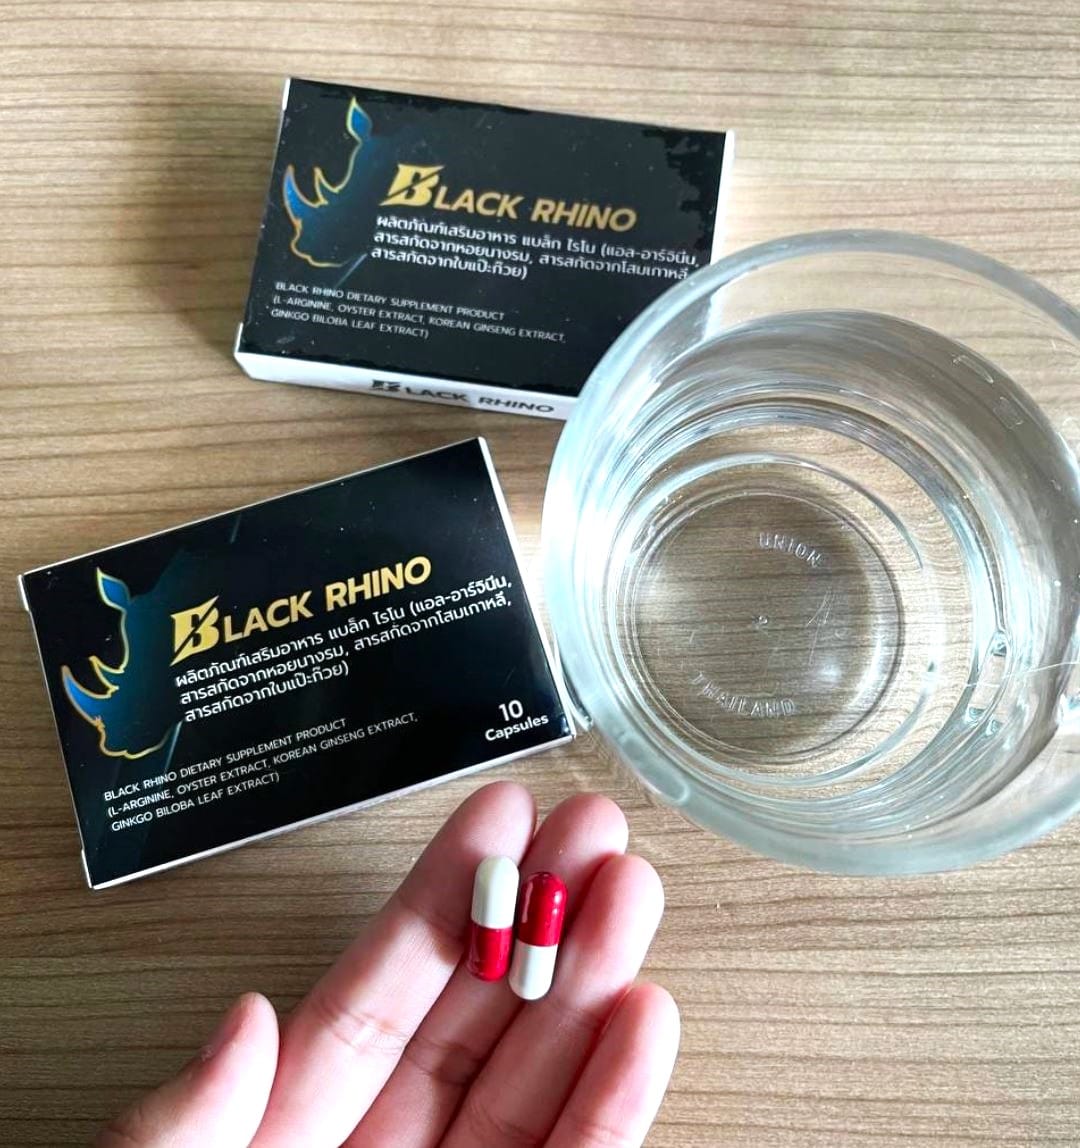 BLACK RHINO
ผลิตภัณฑ์เสริมอาหาร แบล็ก ไรโน (แอล-อาร์จินีน,
สารสกัดจากหอยนางรม, สารสกัดจากโสมเกาหลี,
สารสกัดจากใบแป๊ะก๊วย)
BLACK RHINO DIETARY SUPPLEMENT PRODUCT
(L-ARGININE, OYSTER EXTRACT, KOREAN GINSENG EXTRACT,
GINKGO BILOBA LEAF EXTRACT)
BLACK RHINO
BLACK RHINO
ผลิตภัณฑ์เสริมอาหาร แบล็ก ไรโน (แอล-อาร์จินีน,
สารสกัดจากหอยนางรม, สารสกัดจากโสมเกาหลี,
สารสกัดจากใบแป๊ะก๊วย)
10
Capsules
BLACK RHINO DIETARY SUPPLEMENT PRODUCT
(L-ARGININE, OYSTER EXTRACT, KOREAN GINSENG EXTRACT,
GINKGO BILOBA LEAF EXTRACT)
UNION
THAILAND